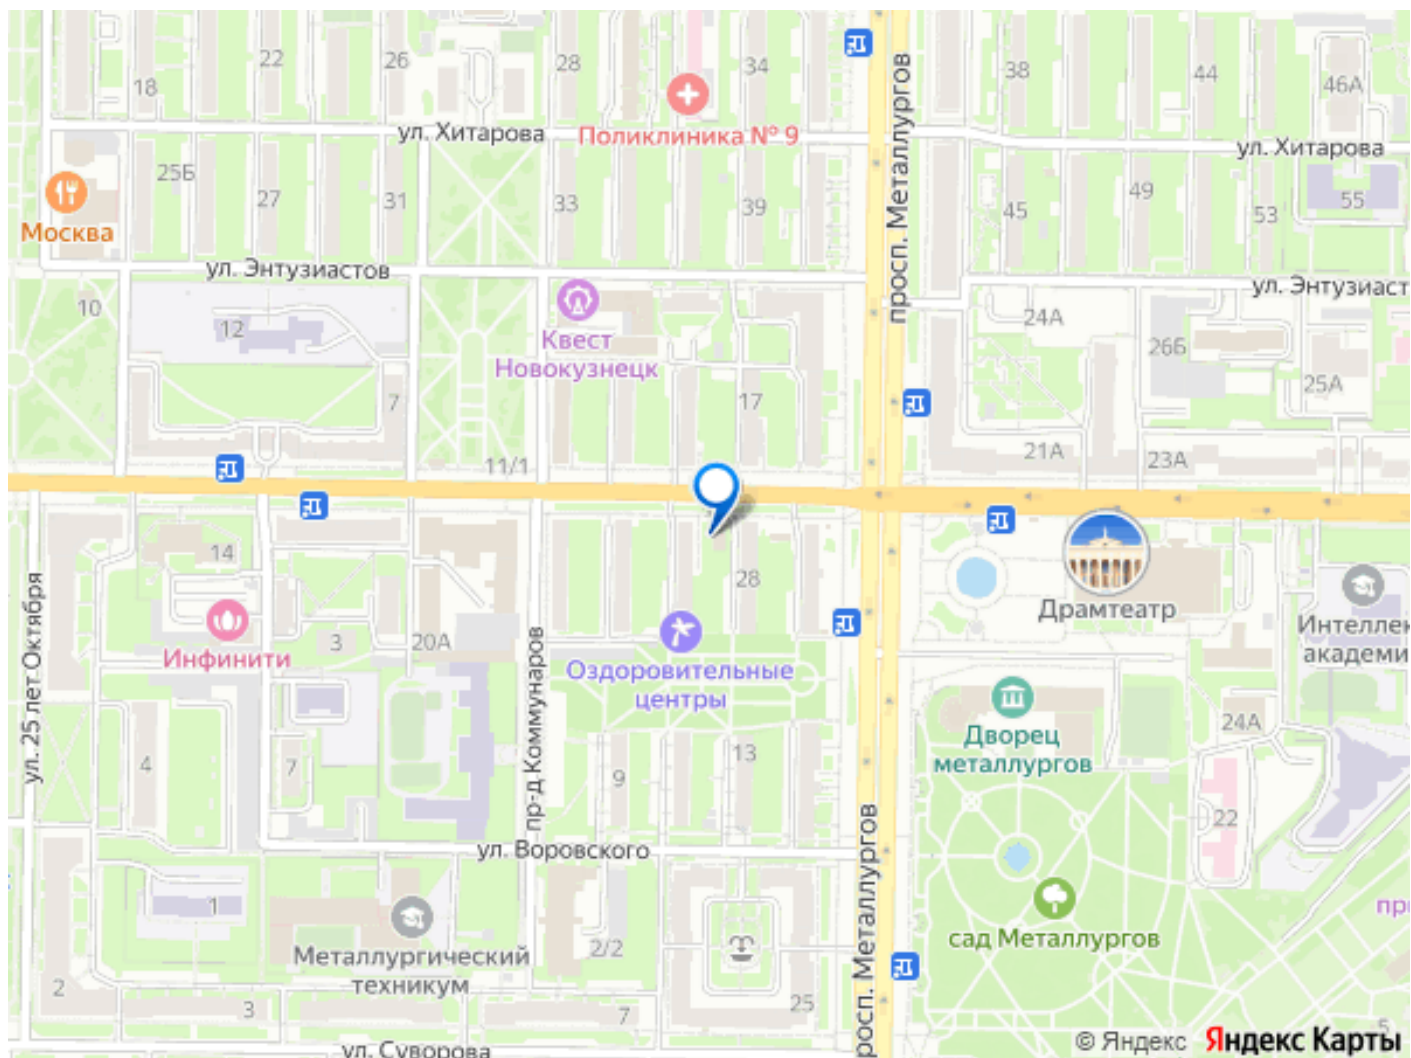 22
26
28
34
38
44
46А
18
ул. Хитарова
Поликлиника № 9
ул. Хитарова
просп. Металлургов
25Б
27
31
33
39
45
49
53
55
Москва
ул. Энтузиастов
ул. Энтузиаст
10
12
Квест
Новокузнецк
24А
26Б
25А
7
17
11/1
21А
23А
14
28
Драмтеатр
Интеллек
академи
ул. 25 лет Октября
Инфинити
3
20А
пр-д Коммунаров
Оздоровительные
центры
Дворец
металлургов
24А
4
7
9
13
22
ул. Воровского
просп. Металлургов
1
Металлургический
техникум
2/2
сад Металлургов
при
2
3
7
25
5
ул. Суворова
© Яндекс Яндекс Карты